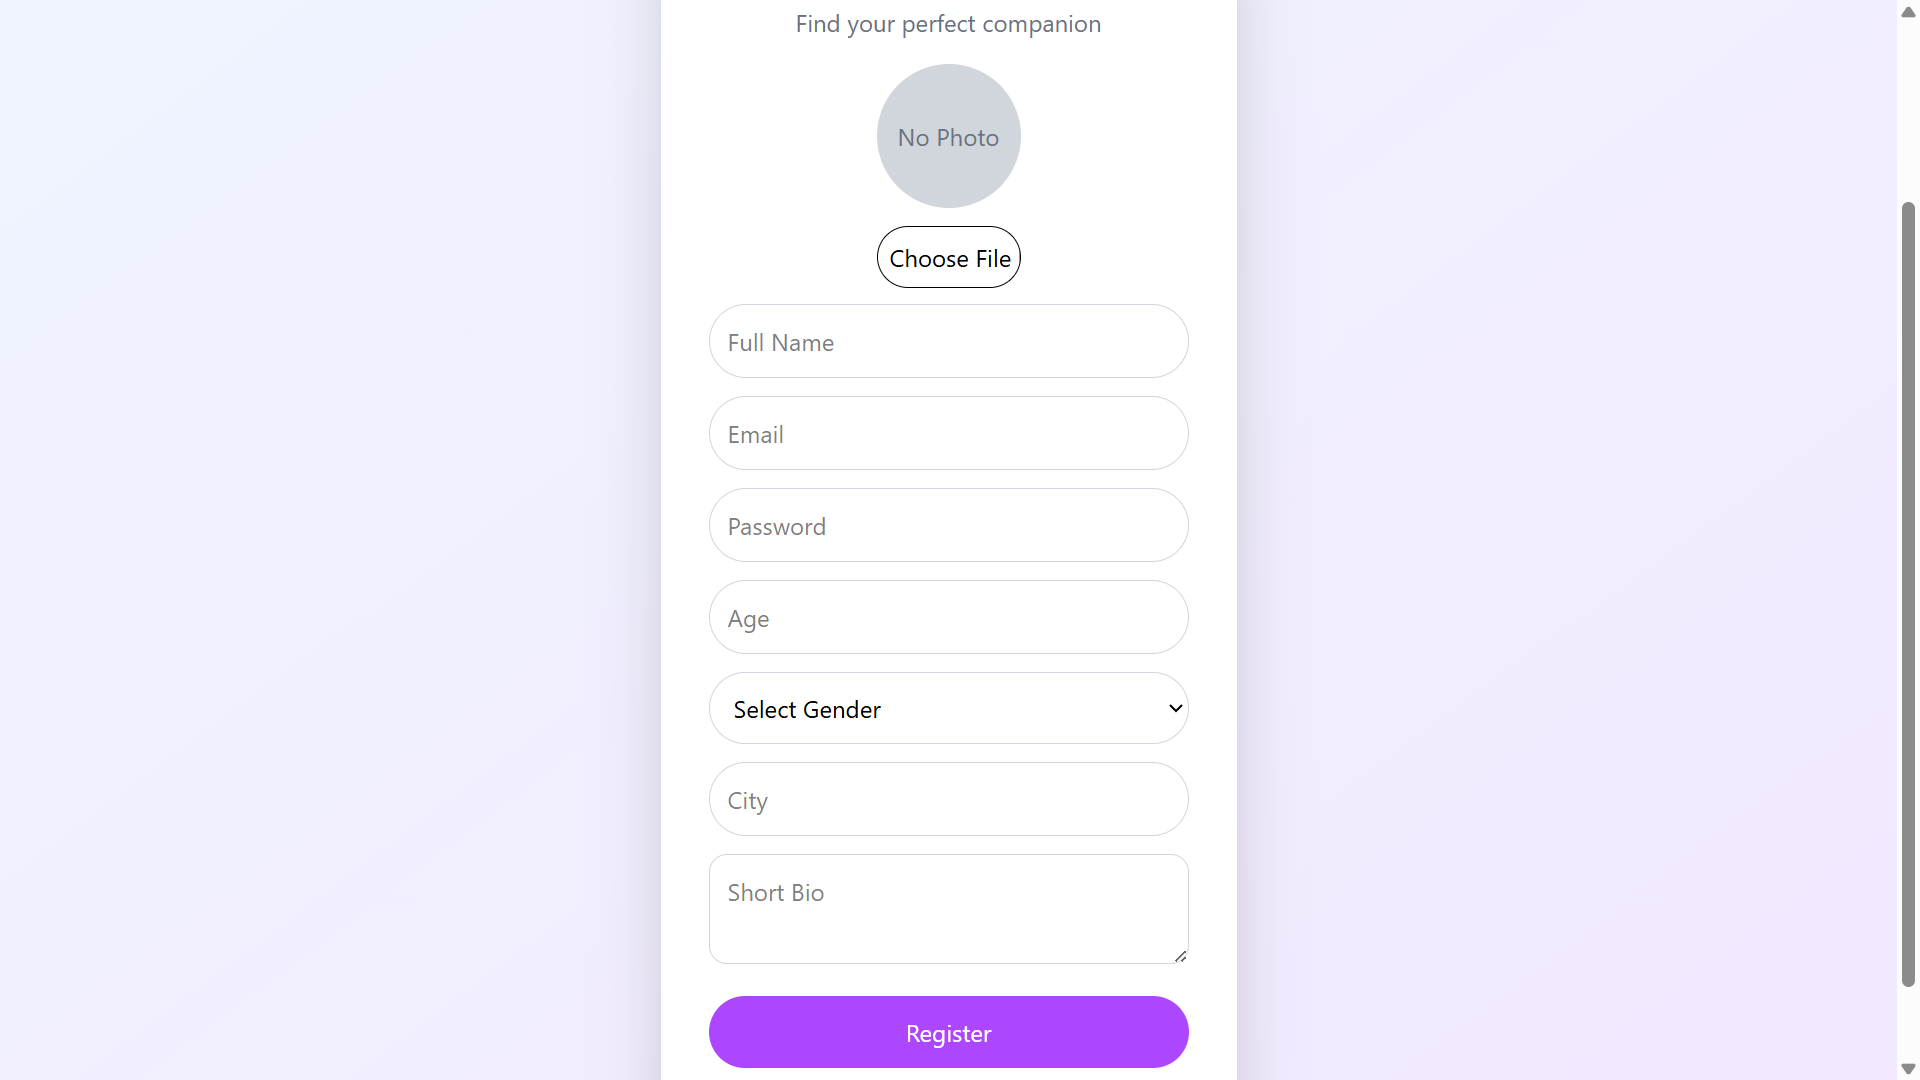 Find your perfect companion
No Photo
Choose File
Full Name
Email
Password
Age
Select Gender
City
Short Bio
Register